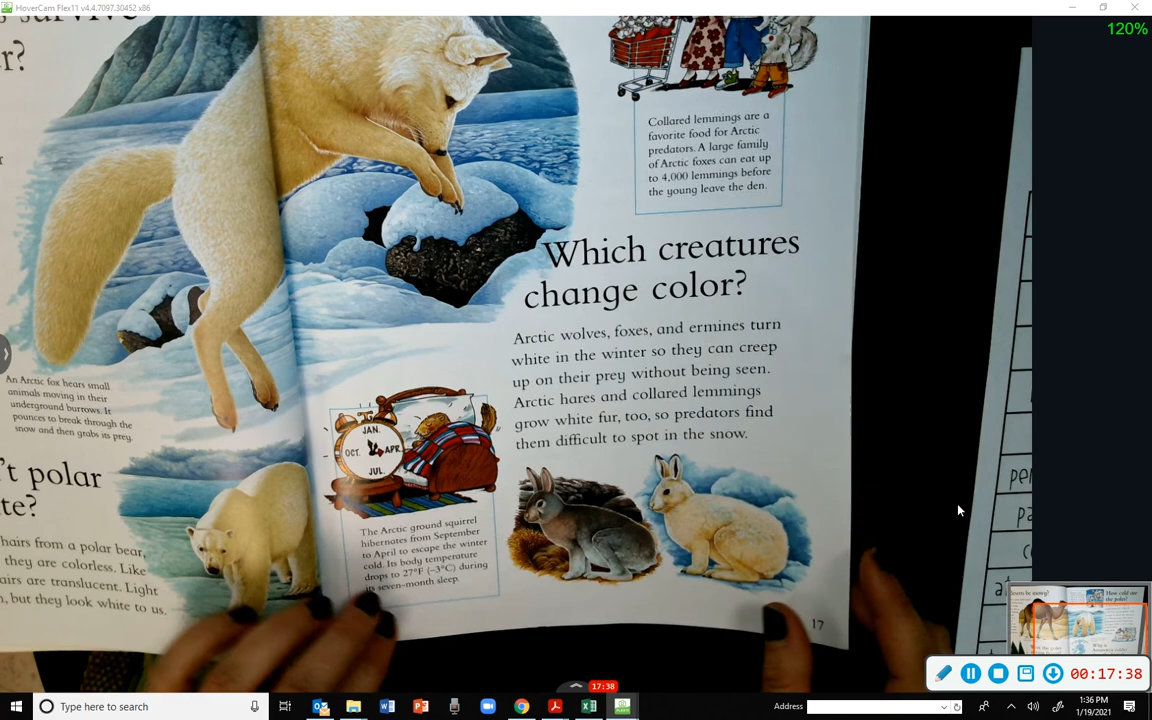 HoverCam Flex11 v4.4.7097.30452 x86
120%
survive
r?
Collared lemmings are a
favorite food for Arctic
predators. A large family
of Arctic foxes can eat up
to 4,000 lemmings before
the young leave the den.
Which creatures
change color?
Arctic wolves, foxes, and ermines turn
white in the winter so they can creep
up on their prey without being seen.
Arctic hares and collared lemmings
grow white fur, too, so predators find
them difficult to spot in the snow.
An Arctic fox hears small
animals moving in their
underground burrows. It
pounces to break through the
snow and then grabs its prey.
JAN.
OCT. APR.
JUL.
't polar
te?
hairs from a polar bear,
they are colorless. Like
airs are translucent. Light
, but they look white to us.
The Arctic ground squirrel
hibernates from September
to April to escape the winter
cold. Its body temperature
drops to 27°F (–3°C) during
its seven-month sleep.
17
How cold are
the poles?
00:17:38
17:38
Type here to search
Address
1:36 PM
1/19/2021